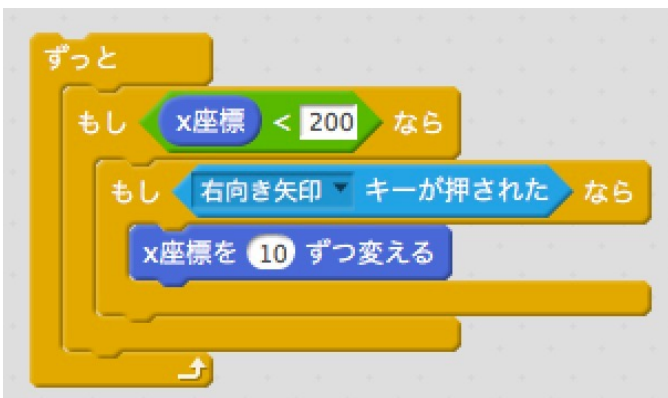 ずっと
もし x座標 < 200 なら
もし 右向き矢印 キーが押された なら
x座標を 10 ずつ変える